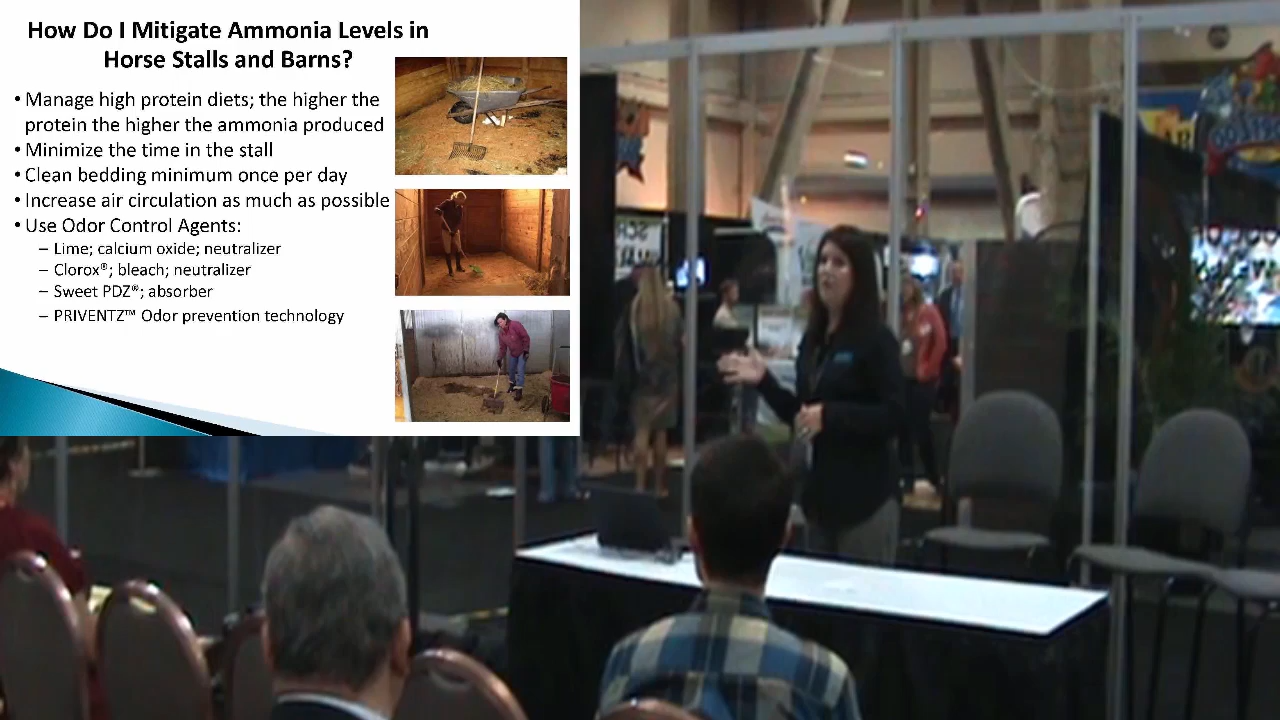 How Do I Mitigate Ammonia Levels in
Horse Stalls and Barns?
• Manage high protein diets; the higher the
protein the higher the ammonia produced
• Minimize the time in the stall
• Clean bedding minimum once per day
• Increase air circulation as much as possible
• Use Odor Control Agents:
– Lime; calcium oxide; neutralizer
– Clorox®; bleach; neutralizer
– Sweet PDZ®; absorber
– PRIVENTZ™ Odor prevention technology